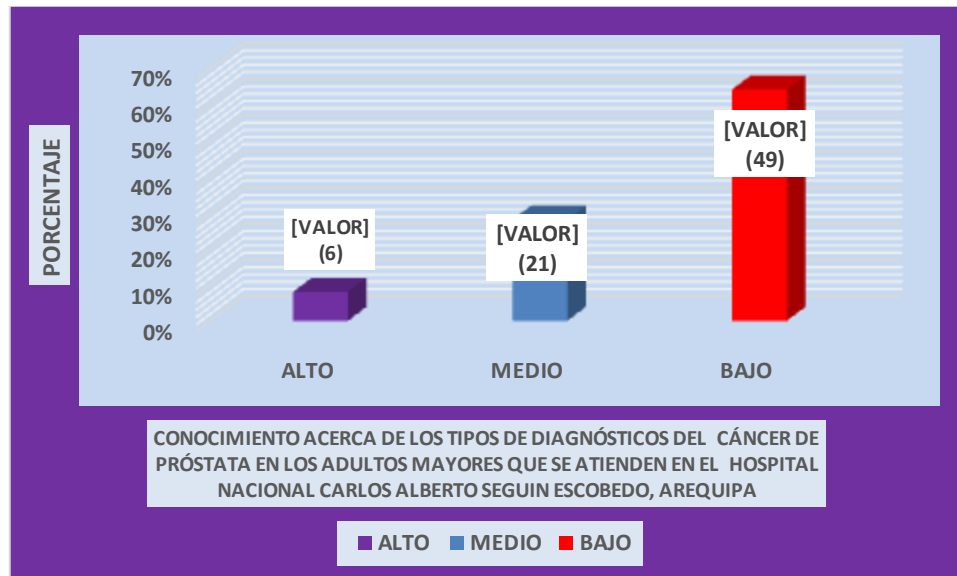 PORCENTAJE
70%
60%
50%
40%
30%
20%
10%
0%
[VALOR]
(6)
[VALOR]
(21)
[VALOR]
(49)
ALTO MEDIO BAJO
CONOCIMIENTO ACERCA DE LOS TIPOS DE DIAGNÓSTICOS DEL CÁNCER DE
PRÓSTATA EN LOS ADULTOS MAYORES QUE SE ATIENDEN EN EL HOSPITAL
NACIONAL CARLOS ALBERTO SEGUIN ESCOBEDO, AREQUIPA
ALTO MEDIO BAJO